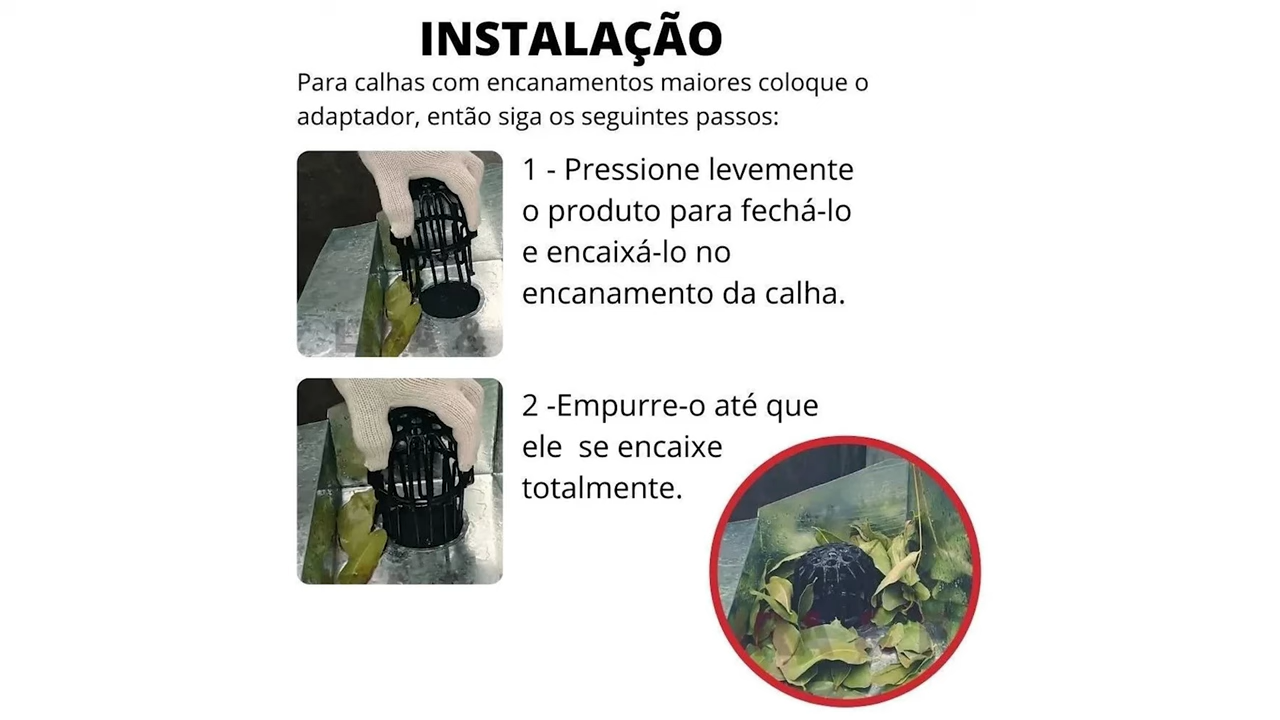 INSTALAÇÃO
Para calhas com encanamentos maiores coloque o
adaptador, então siga os seguintes passos:
1 - Pressione levemente
o produto para fechá-lo
e encaixá-lo no
encanamento da calha.
2 -Empurre-o até que
ele  se encaixe
totalmente.